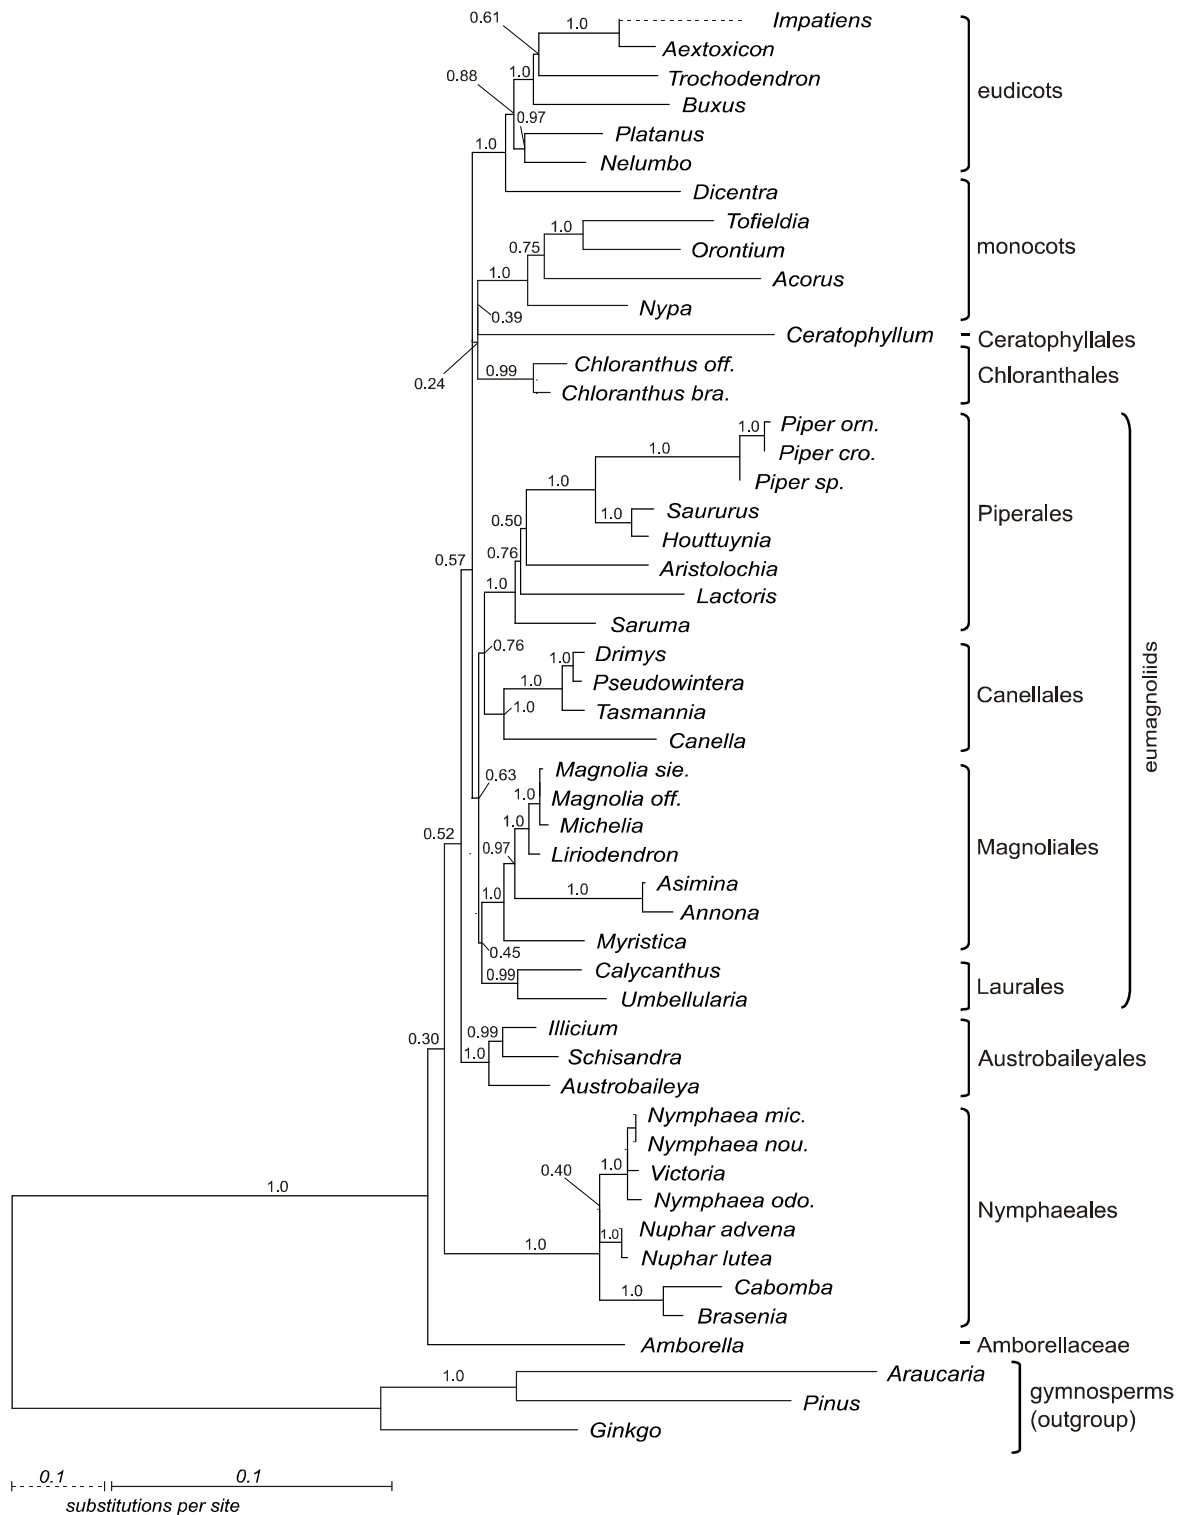 0.61
1.0
Impatiens
Aextoxicon
0.88
1.0
Trochodendron
eudicots
Buxus
0.97
Platanus
1.0
Nelumbo
Dicentra
Tofieldia
1.0
0.75
Orontium
monocots
1.0
Acorus
Nypa
0.39
Ceratophyllum
Ceratophyllales
0.24
0.99
Chloranthus off.
Chloranthales
Chloranthus bra.
1.0
Piper orn.
1.0
Piper cro.
Piper sp.
1.0
Saururus
Piperales
0.50
1.0
Houttuynia
0.76
Aristolochia
0.57
1.0
Lactoris
Saruma
0.76
1.0
Drimys
1.0
Pseudowintera
Canellales
1.0
Tasmannia
Canella
eumagnoliids
0.63
Magnolia sie.
1.0
Magnolia off.
1.0
Michelia
0.52
0.97
Liriodendron
Magnoliales
1.0
Asimina
1.0
Annona
Myristica
0.45
0.99
Calycanthus
Laurales
Umbellularia
0.30
0.99
Illicium
1.0
Schisandra
Austrobaileyales
Austrobaileya
Nymphaea mic.
Nymphaea nou.
0.40
1.0
Victoria
1.0
Nymphaea odo.
Nymphaeales
1.0
Nuphar advena
1.0
Nuphar lutea
1.0
Cabomba
Brasenia
Amborella
Amborellaceae
1.0
Araucaria
Pinus
gymnosperms
(outgroup)
Ginkgo
0.1
0.1
substitutions per site